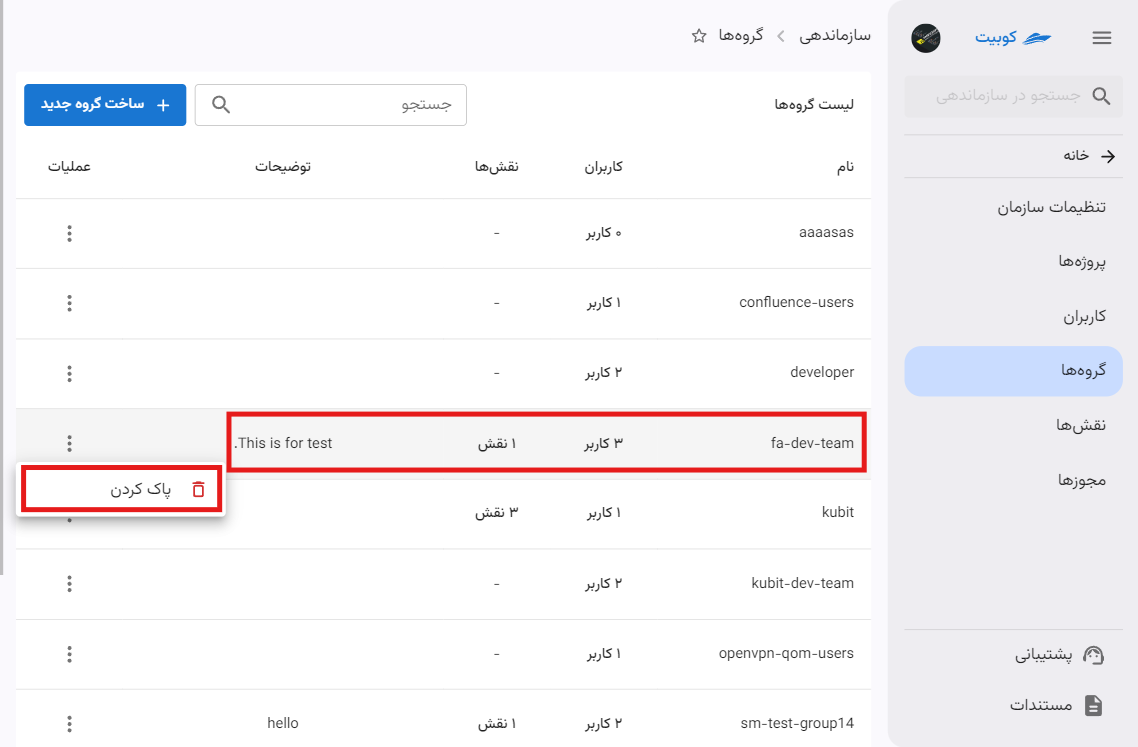 کوبیت
جستجو در سازماندهی
خانه
تنظیمات سازمان
پروژه‌ها
کاربران
گروه‌ها
نقش‌ها
مجوزها
پشتیبانی
مستندات
سازماندهی
گروه‌ها
لیست گروه‌ها
جستجو
ساخت گروه جدید
نام کاربران نقش‌ها توضیحات عملیات
aaaasas ۰ کاربر -
confluence-users ۱ کاربر -
developer ۲ کاربر -
fa-dev-team ۳ کاربر ۱ نقش This is for test.
پاک کردن
kubit ۱ کاربر ۳ نقش
kubit-dev-team ۲ کاربر -
openvpn-qom-users ۱ کاربر -
sm-test-group14 ۲ کاربر ۱ نقش hello